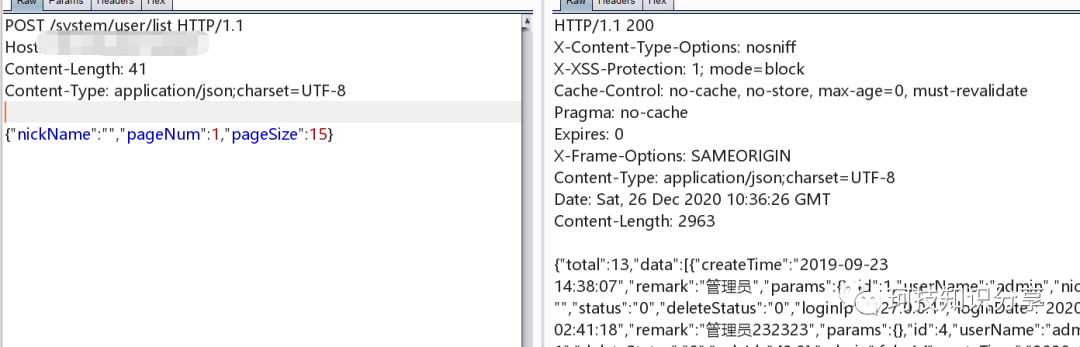 Raw Params Headers Hex
POST /system/user/list HTTP/1.1
Host
Content-Length: 41
Content-Type: application/json;charset=UTF-8
{"nickName":"","pageNum":1,"pageSize":15}
Raw Headers Hex
HTTP/1.1 200
X-Content-Type-Options: nosniff
X-XSS-Protection: 1; mode=block
Cache-Control: no-cache, no-store, max-age=0, must-revalidate
Pragma: no-cache
Expires: 0
X-Frame-Options: SAMEORIGIN
Content-Type: application/json;charset=UTF-8
Date: Sat, 26 Dec 2020 10:36:26 GMT
Content-Length: 2963
{"total":13,"data":[{"createTime":"2019-09-23
14:38:07","remark":"管理员","params":{},"id":1,"userName":"admin","nic
"","status":"0","deleteStatus":"0","loginIp":"127.0.0.1","loginDate":"2020
02:41:18","remark":"管理员232323","params":{},"id":4,"userName":"adm
珂技知识分享